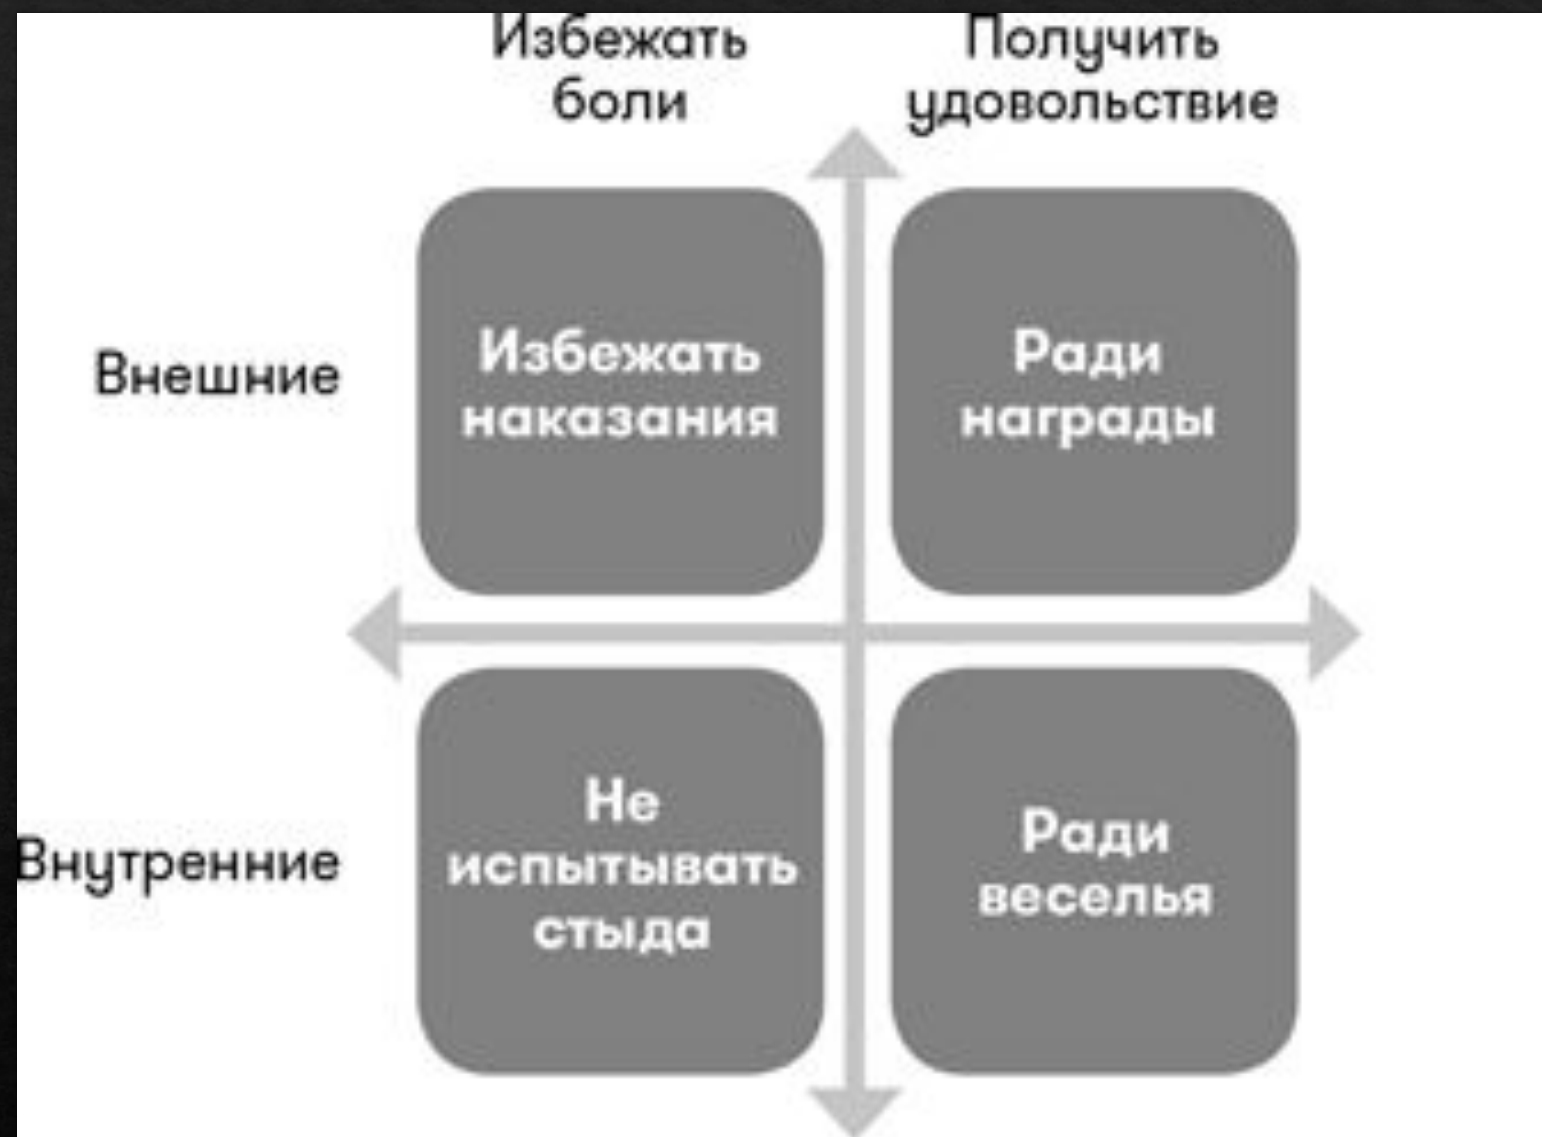 Избежать
боли
Получить
удовольствие
Внешние
Избежать
наказания
Ради
награды
Внутренние
Не
испытывать
стыда
Ради
веселья